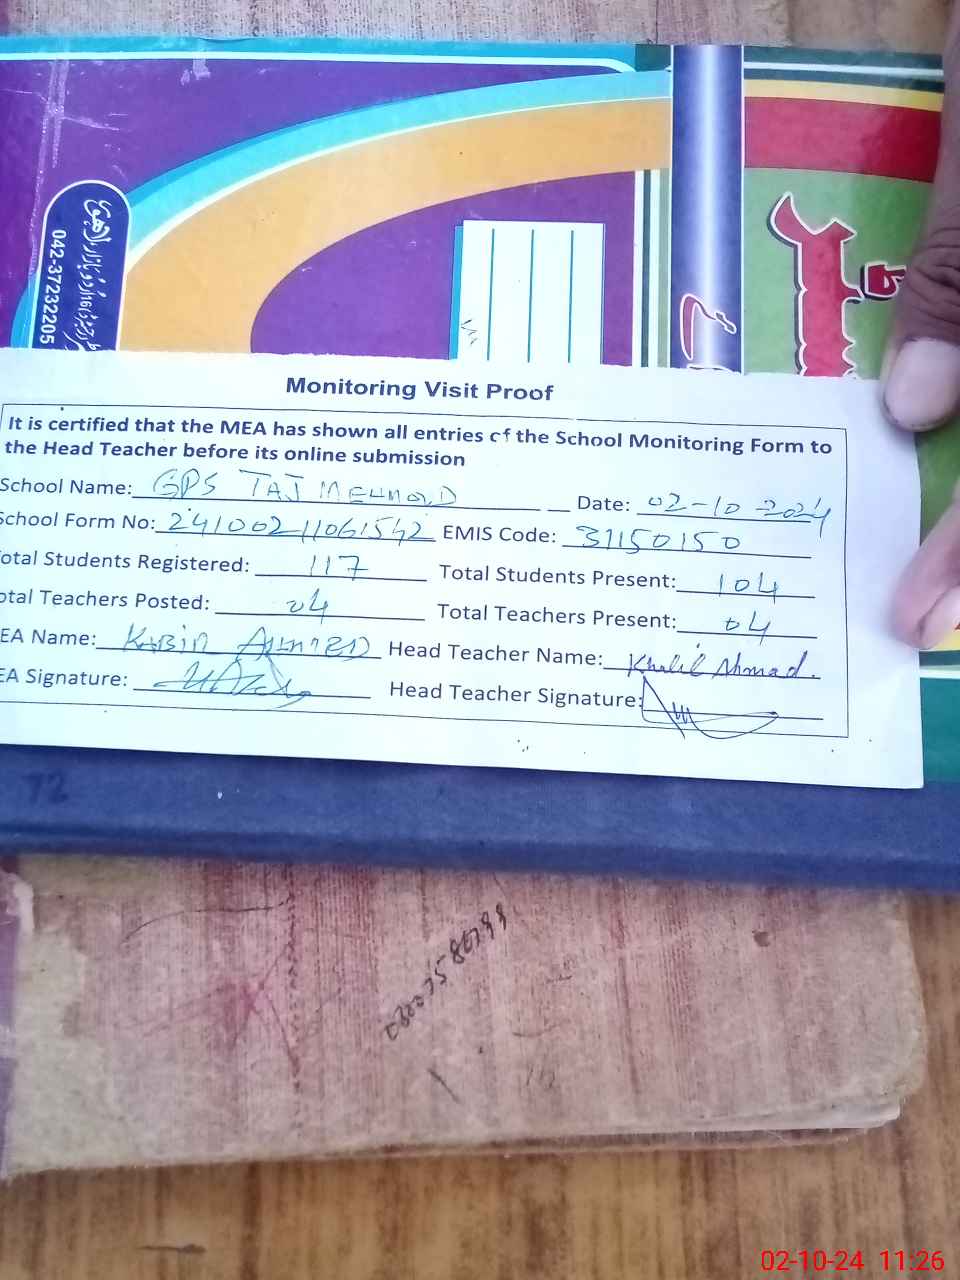 042-37232205
Monitoring Visit Proof
It is certified that the MEA has shown all entries of the School Monitoring Form to
the Head Teacher before its online submission
School Name: GPS TAJ MEHMOOD Date: 02-10-2024
School Form No: 24100211061542 EMIS Code: 31150150
otal Students Registered: 117 Total Students Present: 104
otal Teachers Posted: 04 Total Teachers Present: 04
EA Name: KABIR AHMED Head Teacher Name: Khalil Ahmad.
EA Signature: Head Teacher Signature:
72
02-10-24 11:26